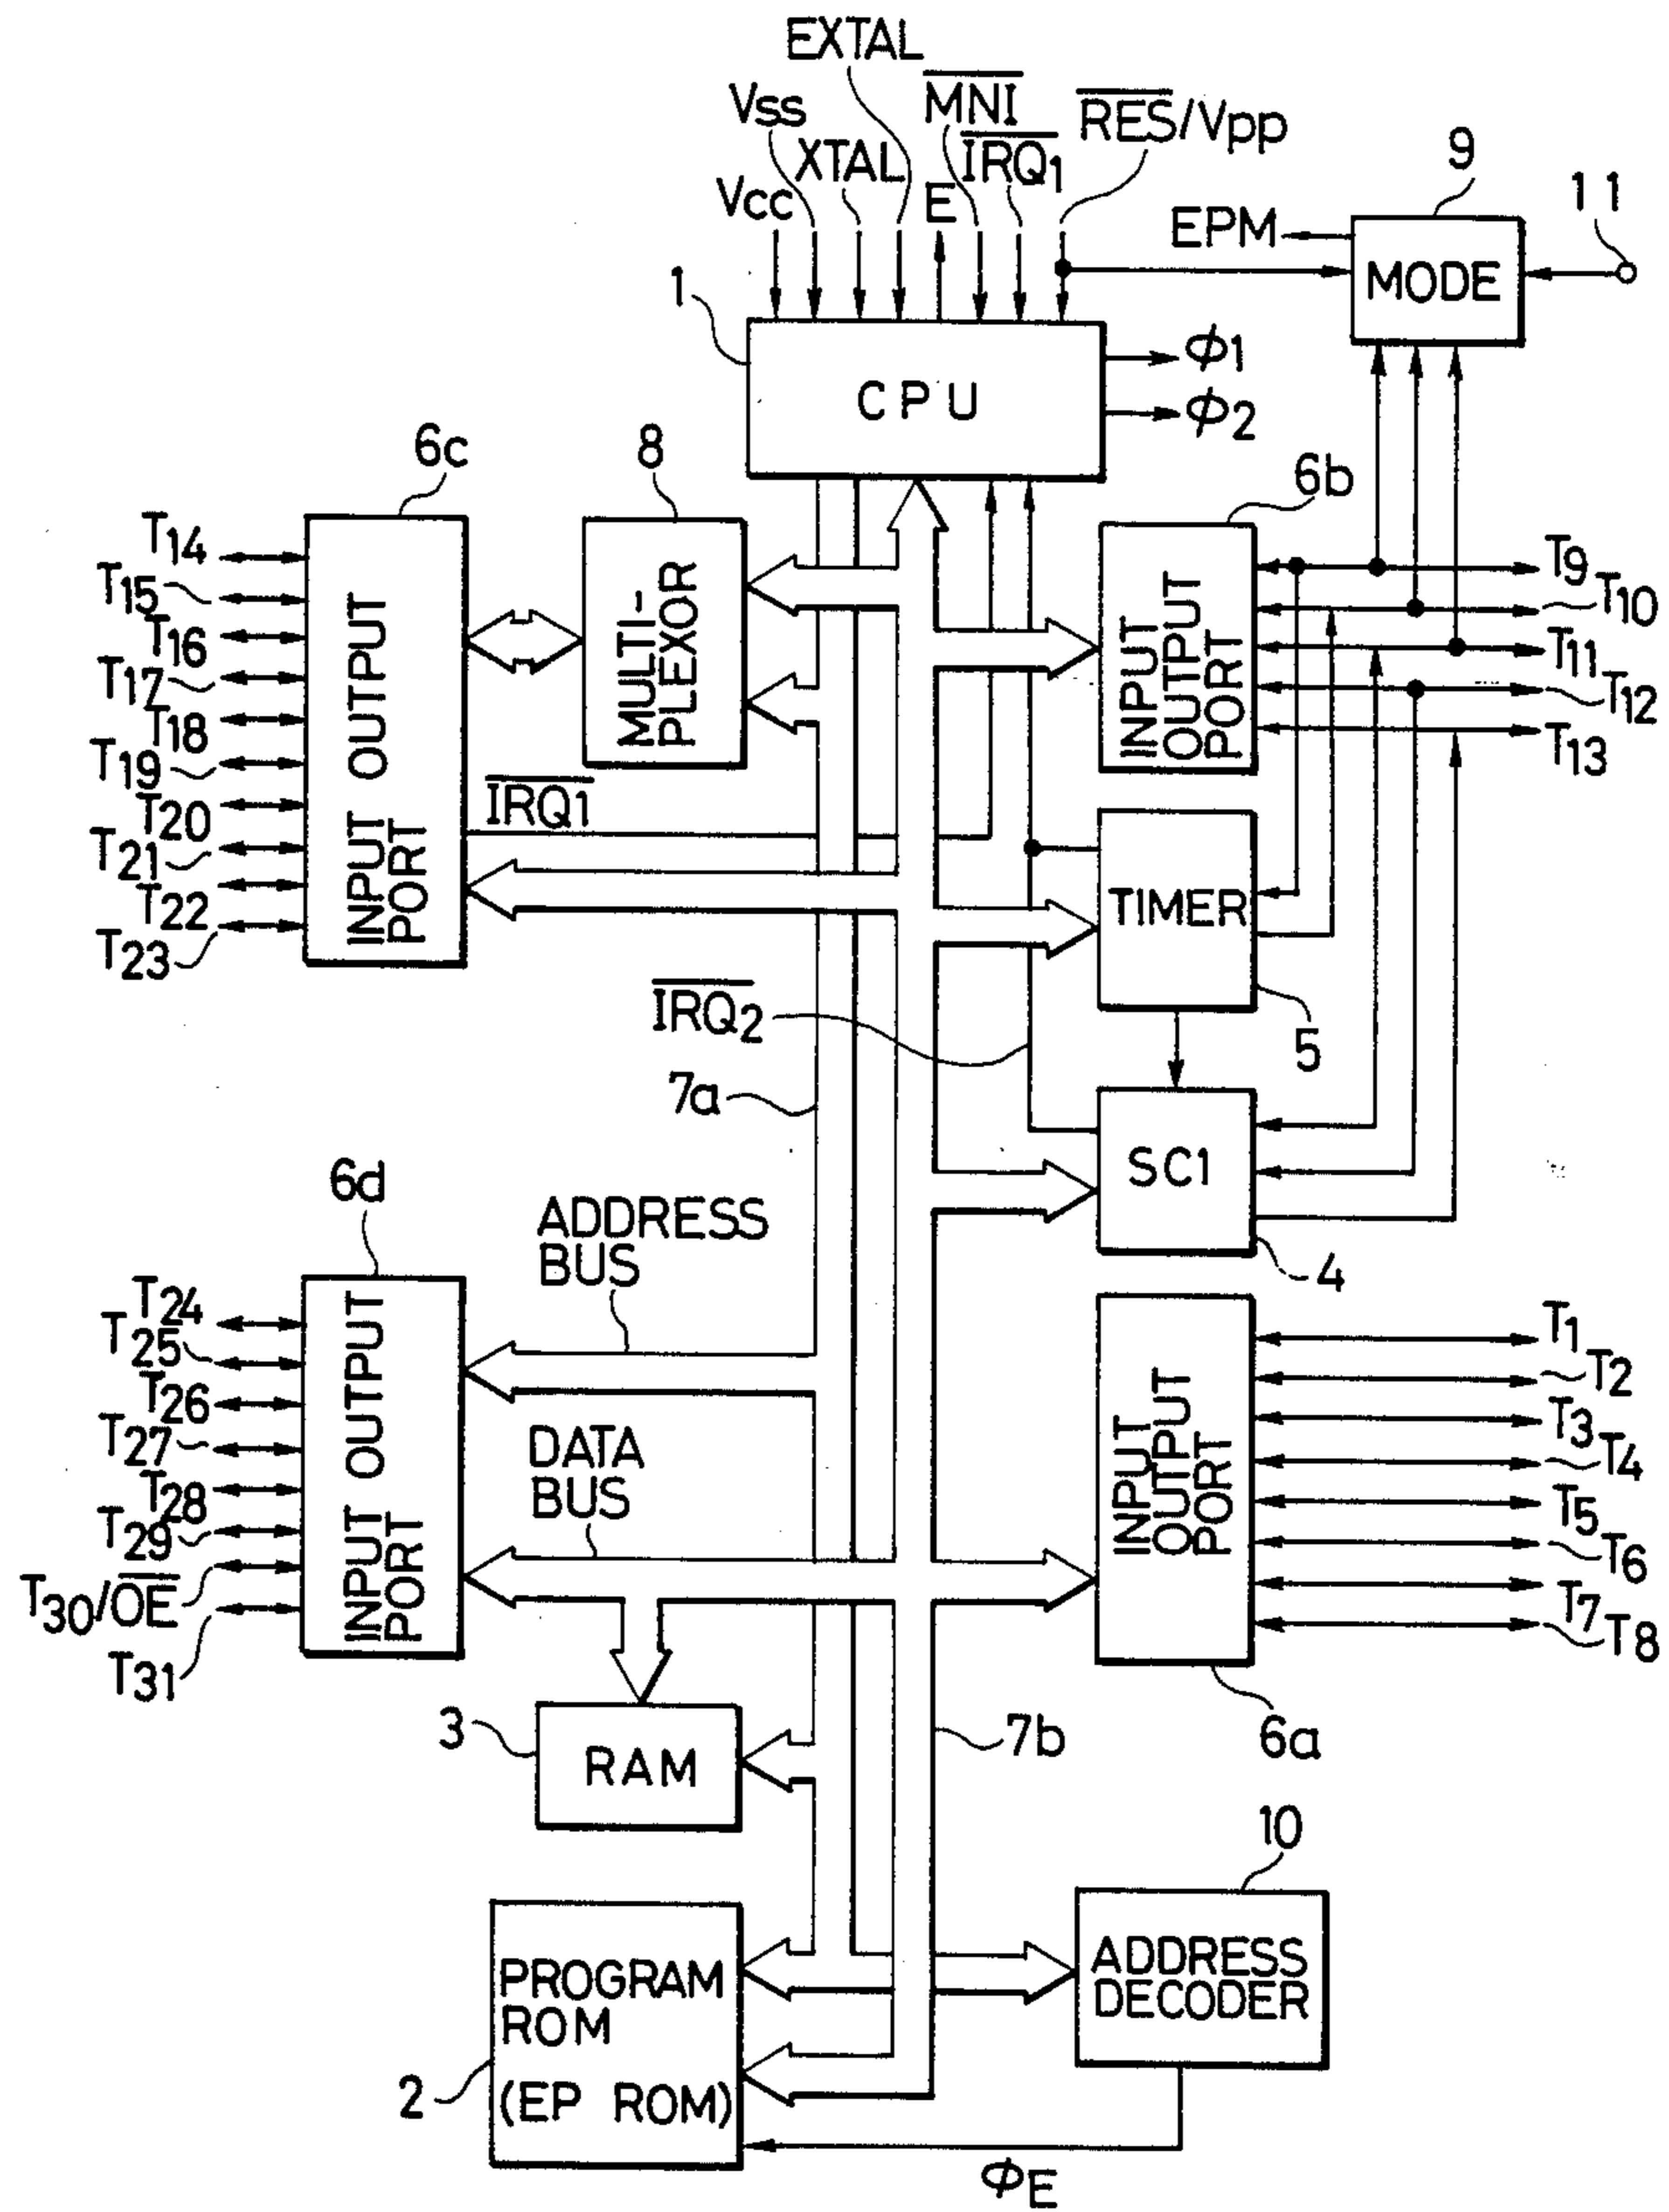 EXTAL
Vss
MNI
RES/Vpp
XTAL
IRQ1
Vcc
E
9
11
EPM
MODE
1
CPU
φ1
φ2
6c
8
6b
T14
T15
T16
T17
T18
T19
T20
T21
T22
T23
INPUT OUTPUT
PORT
MULTI-
PLEXOR
INPUT
OUTPUT
PORT
T9
T10
T11
T12
T13
IRQ1
TIMER
5
IRQ2
7a
SC1
4
6d
ADDRESS
BUS
T24
T25
T26
T27
T28
T29
T30/OE
T31
INPUT OUTPUT
PORT
DATA
BUS
INPUT
OUTPUT
PORT
T1
T2
T3
T4
T5
T6
T7
T8
6a
3
RAM
7b
10
PROGRAM
ROM
(EP ROM)
2
ADDRESS
DECODER
φE